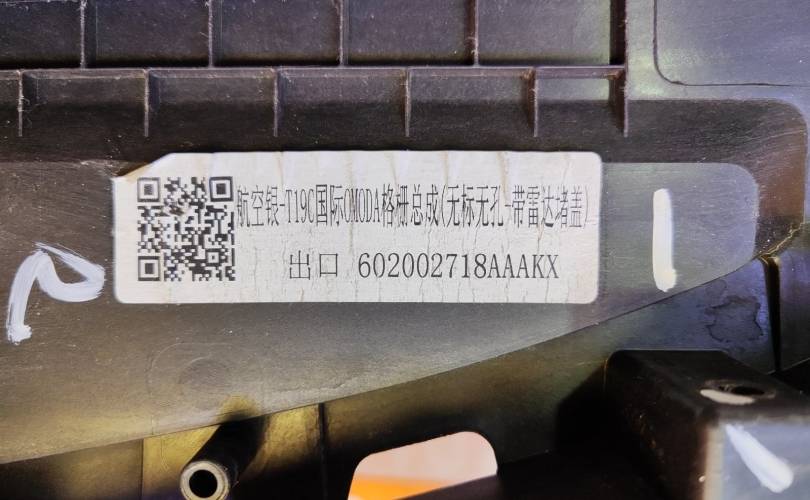 航空银-T19C国际OMODA格栅总成(无标无孔-带雷达堵盖)
出口 602002718AAAKX